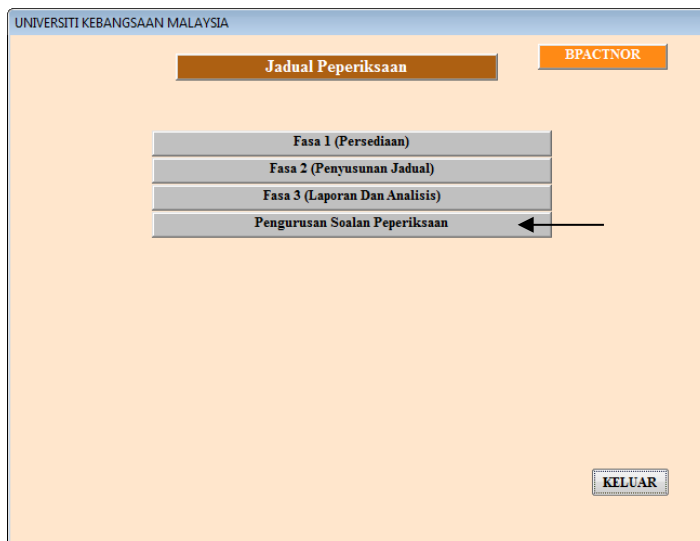 UNIVERSITI KEBANGSAAN MALAYSIA
BPACTNOR
Jadual Peperiksaan
Fasa 1 (Persediaan)
Fasa 2 (Penyusunan Jadual)
Fasa 3 (Laporan Dan Analisis)
Pengurusan Soalan Peperiksaan
KELUAR